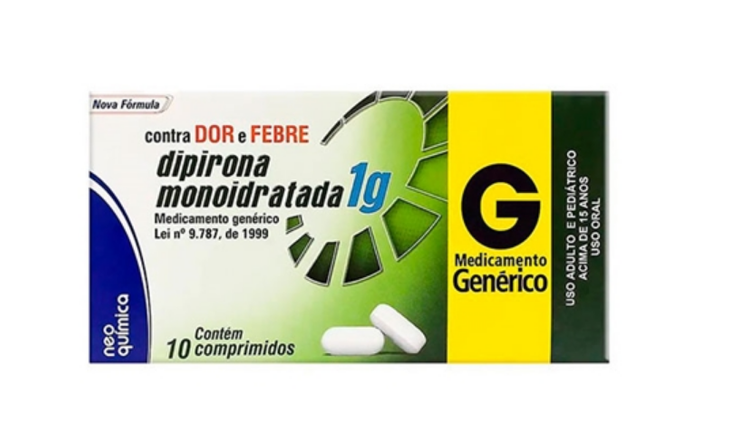 Nova Fórmula
contra DOR e FEBRE
dipirona
monoidratada 1g
Medicamento genérico
Lei nº 9.787, de 1999
neo
química
Contém
10 comprimidos
G
Medicamento
Genérico
USO ADULTO E PEDIÁTRICO
ACIMA DE 15 ANOS
USO ORAL